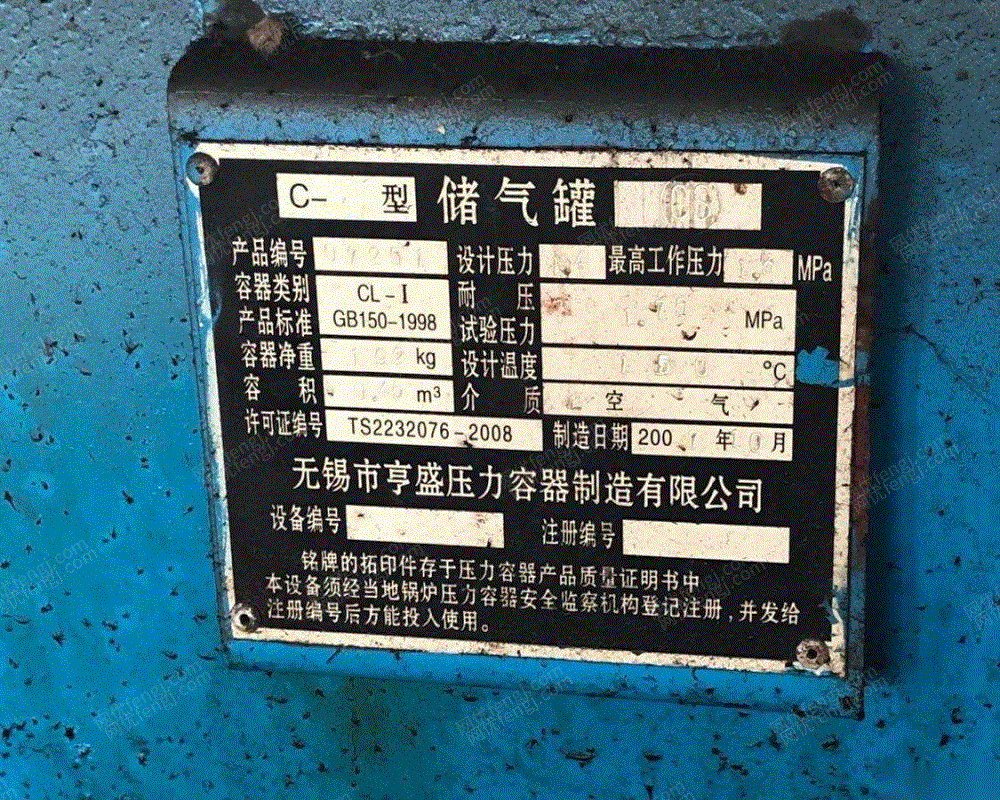 C- 型 储气罐
产品编号 设计压力 最高工作压力 MPa
容器类别 CL-Ⅰ 耐 压
产品标准 GB150-1998 试验压力 MPa
容器净重 kg 设计温度 150 ℃
容 积 m³ 介 质 空 气
许可证编号 TS2232076-2008 制造日期 200 年 月
无锡市亨盛压力容器制造有限公司
设备编号 注册编号
铭牌的拓印件存于压力容器产品质量证明书中
本设备须经当地锅炉压力容器安全监察机构登记注册,并发给
注册编号后方能投入使用。